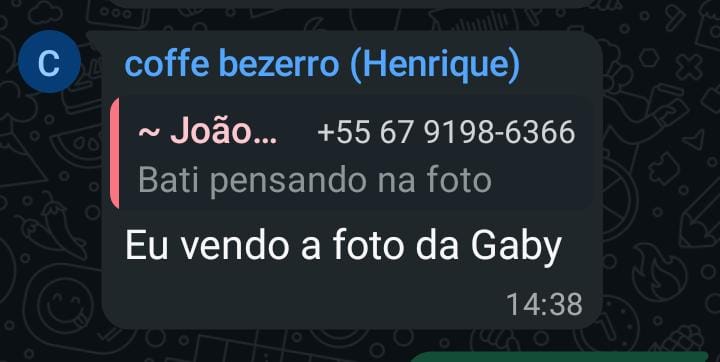 C
coffe bezerro (Henrique)
~ João... +55 67 9198-6366
Bati pensando na foto
Eu vendo a foto da Gaby
14:38